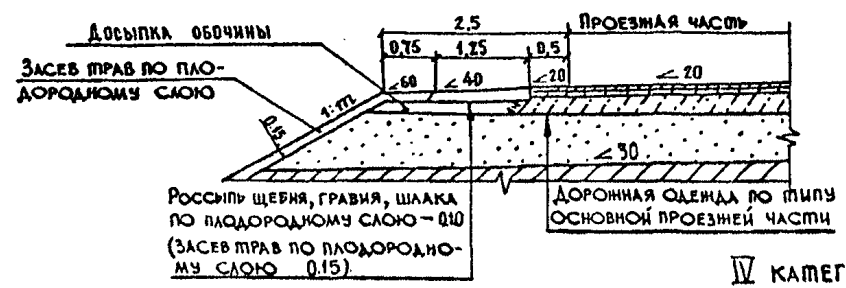 2,5
ПРОЕЗЖАЯ ЧАСТЬ
ДОСЫПКА ОБОЧИНЫ
0,75
1,25
0,5
ЗАСЕВ ТРАВ ПО ПЛО-
ДОРОДНОМУ СЛОЮ
60
40
20
20
1:m
0.15
30
РОССЫПЬ ЩЕБНЯ, ГРАВИЯ, ШЛАКА
ПО ПЛОДОРОДНОМУ СЛОЮ - 0.10
(ЗАСЕВ ТРАВ ПО ПЛОДОРОДНО-
МУ СЛОЮ 0.15)
ДОРОЖНАЯ ОДЕЖДА ПО ТИПУ
ОСНОВНОЙ ПРОЕЗЖЕЙ ЧАСТИ
IV КАТЕГ